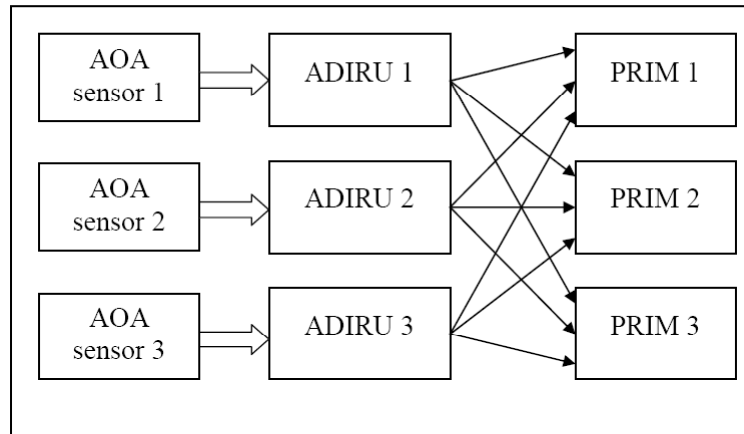 AOA
sensor 1
ADIRU 1
PRIM 1
AOA
sensor 2
ADIRU 2
PRIM 2
AOA
sensor 3
ADIRU 3
PRIM 3